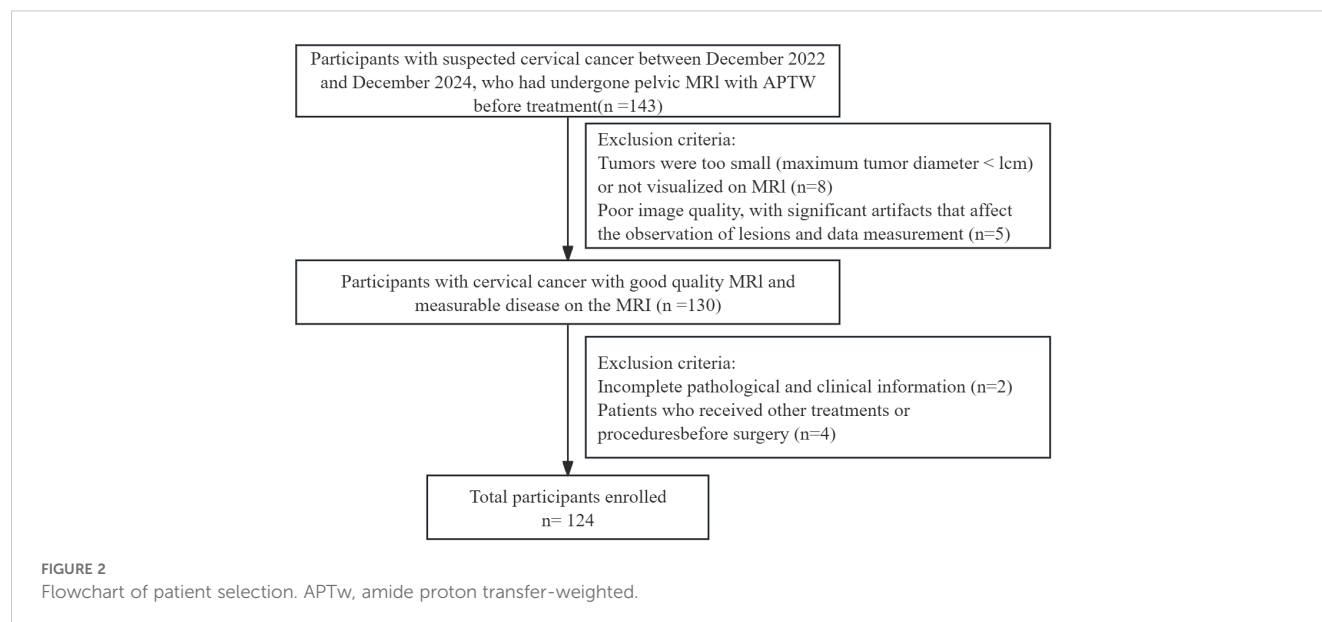 Participants with suspected cervical cancer between December 2022
and December 2024, who had undergone pelvic MRl with APTW
before treatment(n =143)
Exclusion criteria:
Tumors were too small (maximum tumor diameter < lcm)
or not visualized on MRl (n=8)
Poor image quality, with significant artifacts that affect
the observation of lesions and data measurement (n=5)
Participants with cervical cancer with good quality MRl and
measurable disease on the MRI (n =130)
Exclusion criteria:
Incomplete pathological and clinical information (n=2)
Patients who received other treatments or
proceduresbefore surgery (n=4)
Total participants enrolled
n= 124
FIGURE 2
Flowchart of patient selection. APTw, amide proton transfer-weighted.